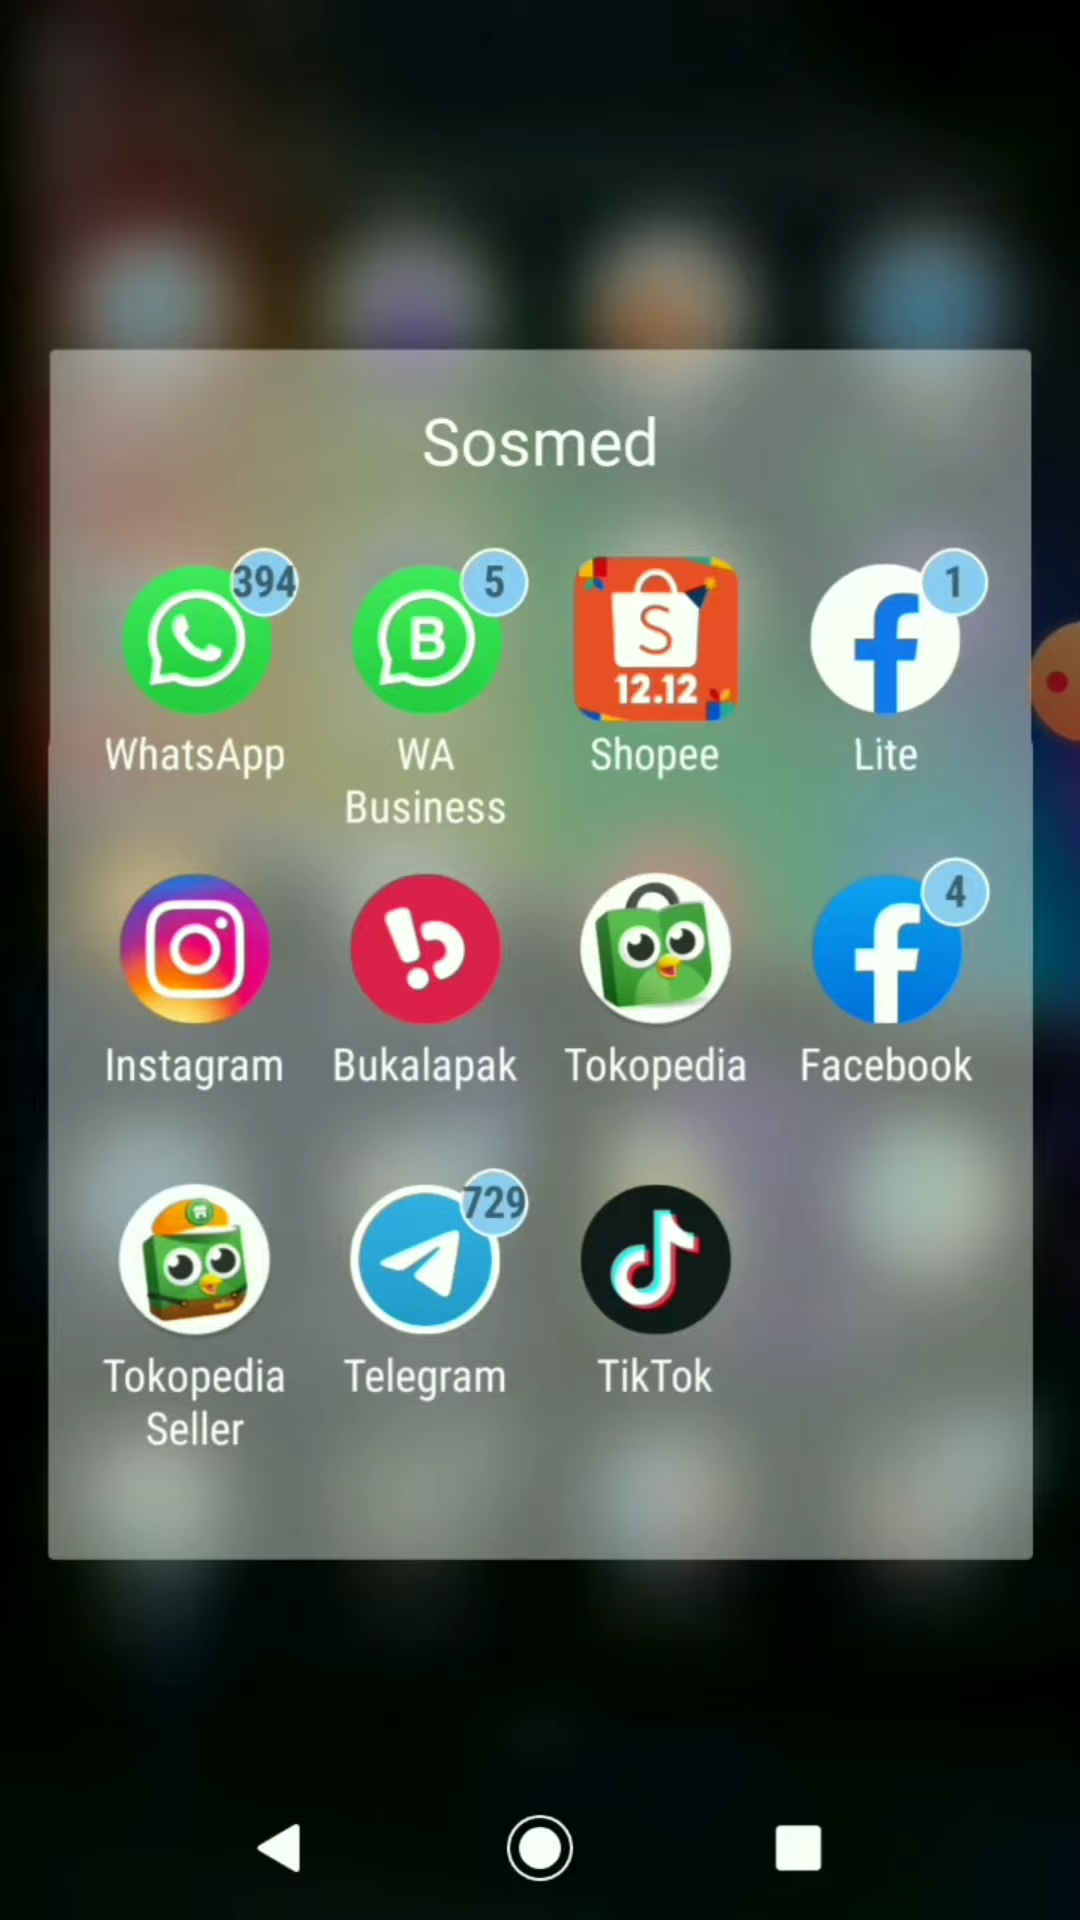 Sosmed
394
5
1
12.12
WhatsApp
WA
Business
Shopee
Lite
4
Instagram
Bukalapak
Tokopedia
Facebook
729
Tokopedia
Seller
Telegram
TikTok